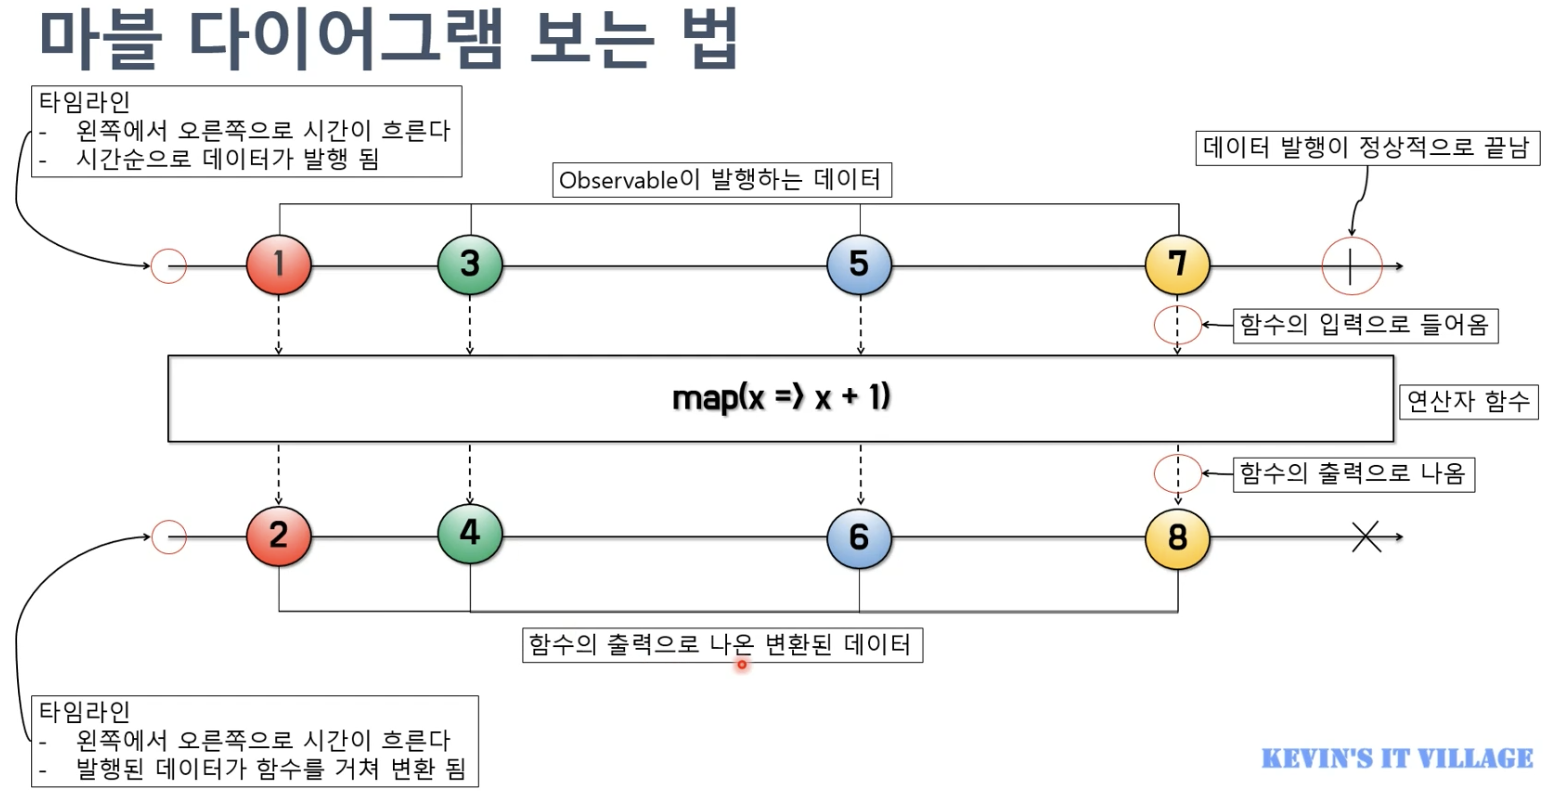 마블 다이어그램 보는 법
타임라인
- 왼쪽에서 오른쪽으로 시간이 흐른다
- 시간순으로 데이터가 발행 됨
데이터 발행이 정상적으로 끝남
Observable이 발행하는 데이터
1 3 5 7
함수의 입력으로 들어옴
map(x => x + 1)
연산자 함수
함수의 출력으로 나옴
2 4 6 8
함수의 출력으로 나온 변환된 데이터
타임라인
- 왼쪽에서 오른쪽으로 시간이 흐른다
- 발행된 데이터가 함수를 거쳐 변환 됨
KEVIN'S IT VILLAGE